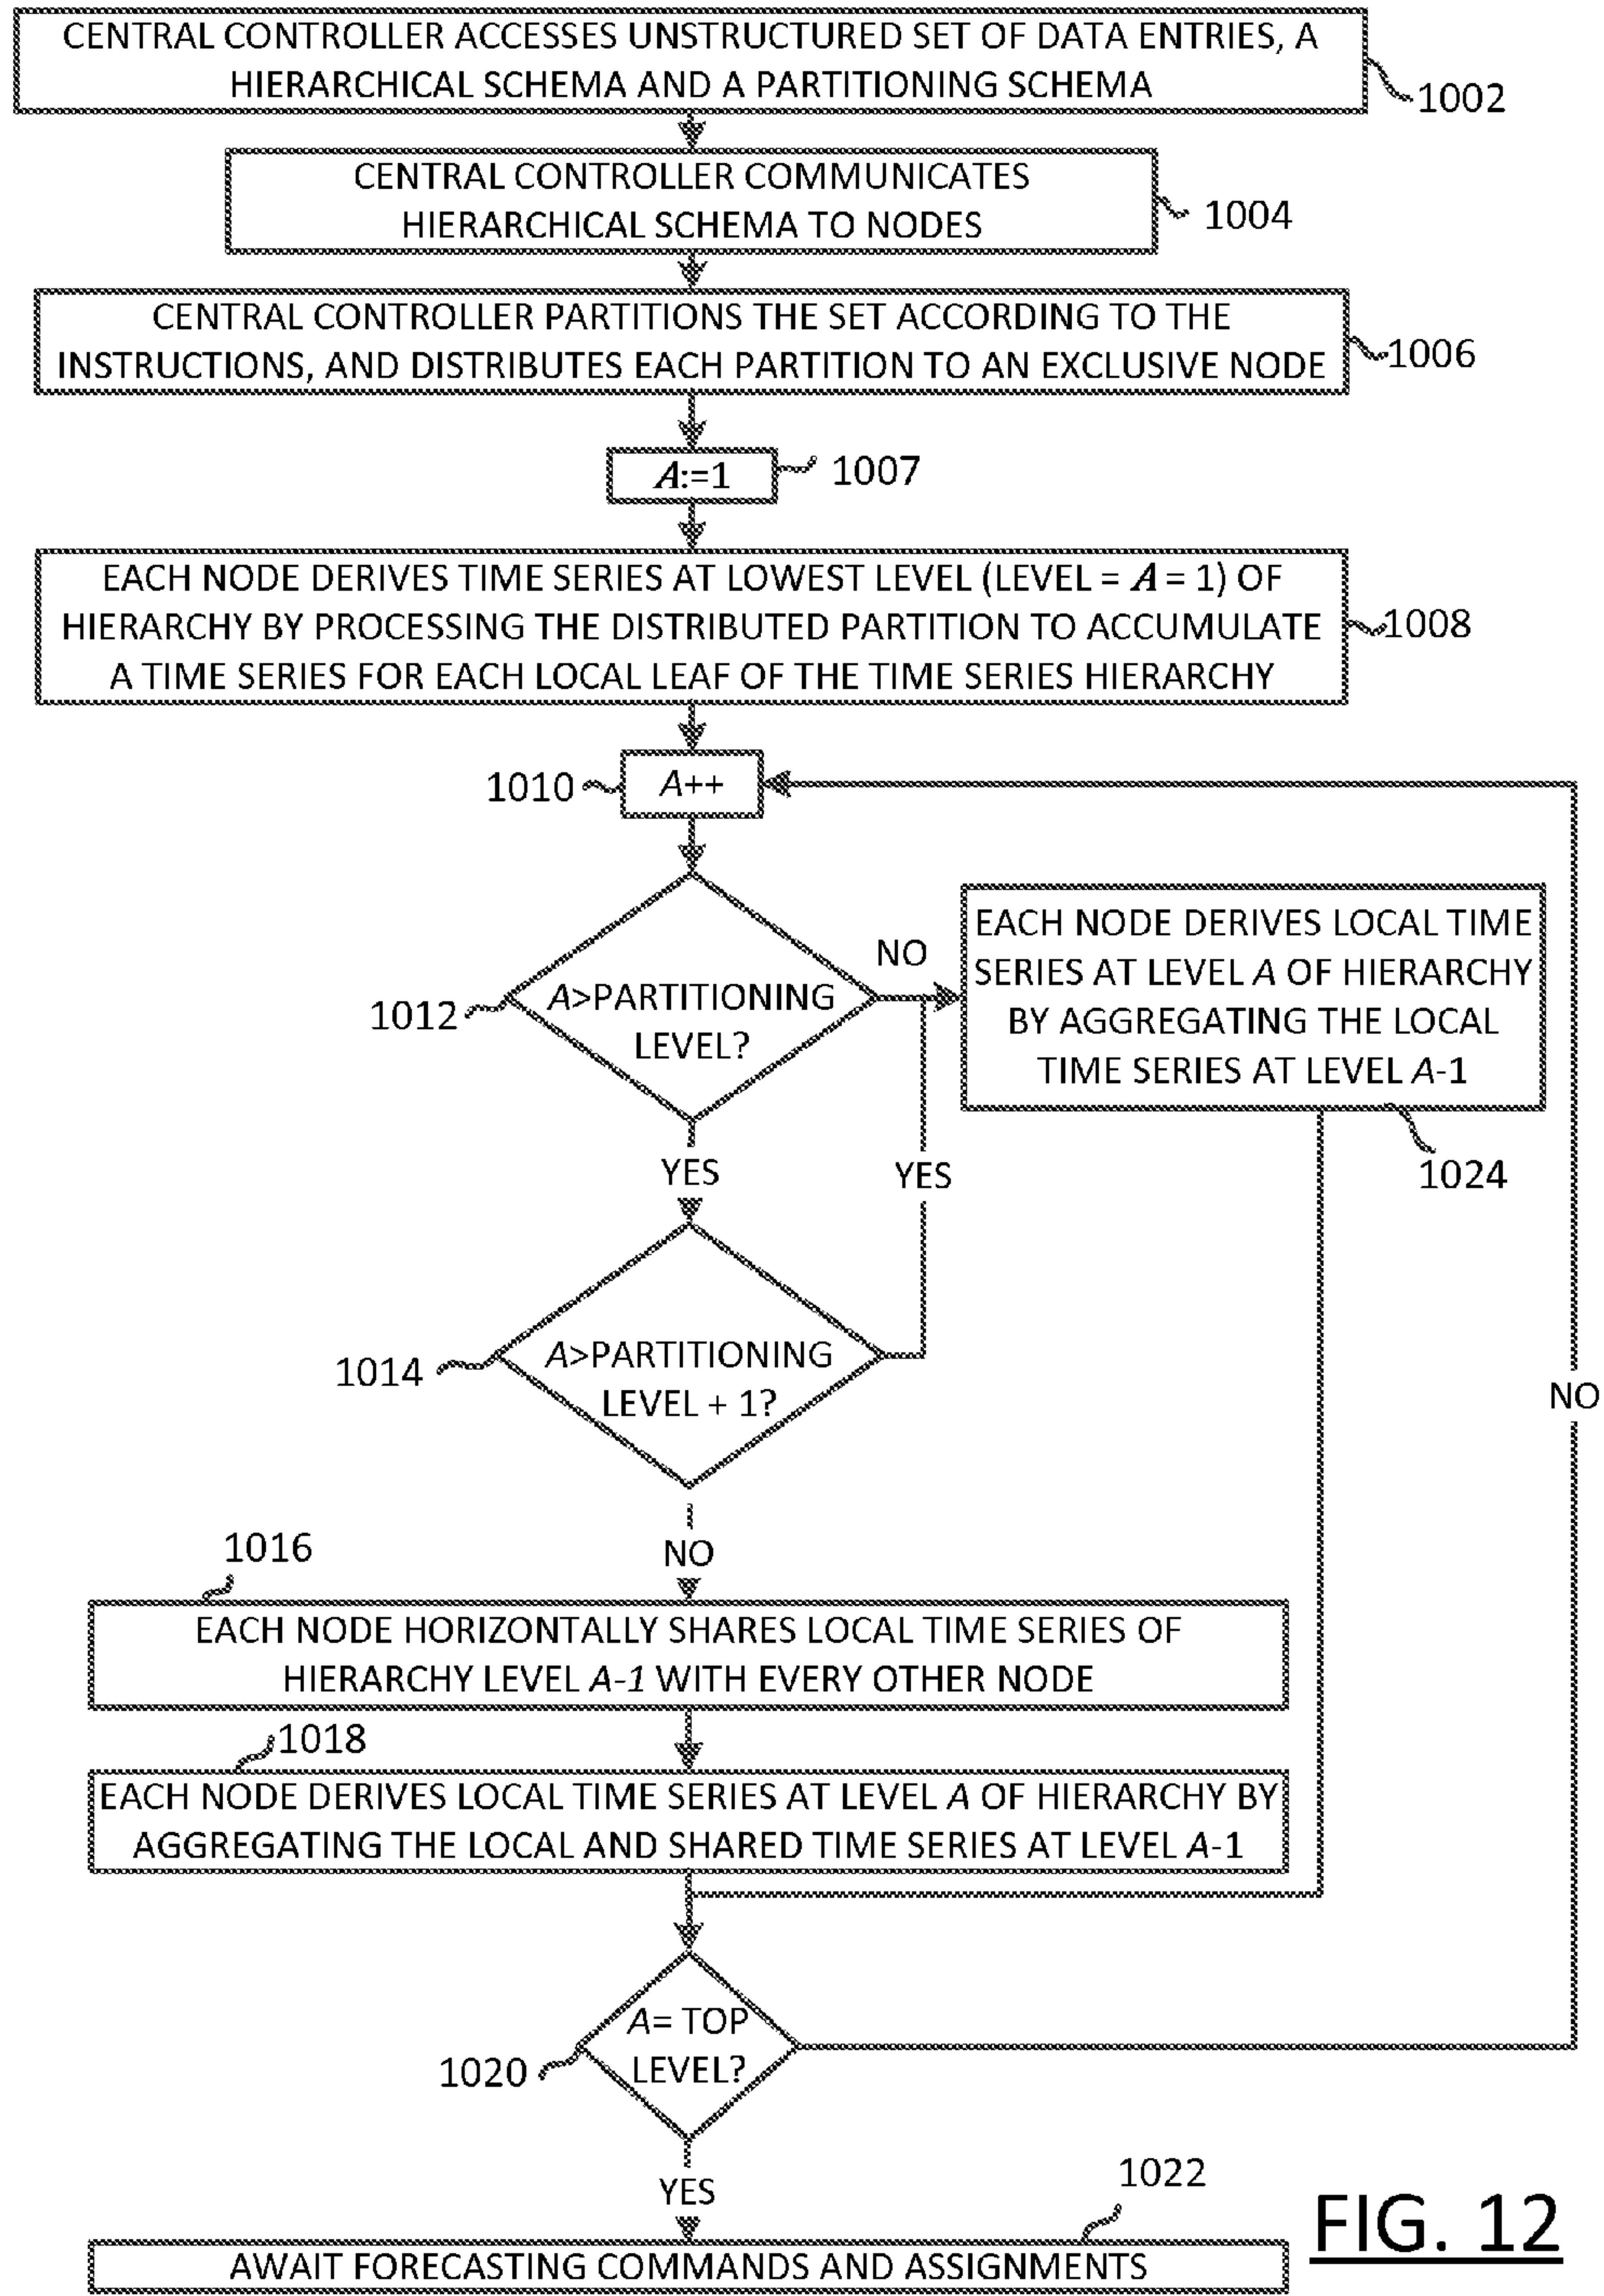 CENTRAL CONTROLLER ACCESSES UNSTRUCTURED SET OF DATA ENTRIES, A
HIERARCHICAL SCHEMA AND A PARTITIONING SCHEMA
1002
CENTRAL CONTROLLER COMMUNICATES
HIERARCHICAL SCHEMA TO NODES
1004
CENTRAL CONTROLLER PARTITIONS THE SET ACCORDING TO THE
INSTRUCTIONS, AND DISTRIBUTES EACH PARTITION TO AN EXCLUSIVE NODE
1006
A:=1
1007
EACH NODE DERIVES TIME SERIES AT LOWEST LEVEL (LEVEL = A = 1) OF
HIERARCHY BY PROCESSING THE DISTRIBUTED PARTITION TO ACCUMULATE
A TIME SERIES FOR EACH LOCAL LEAF OF THE TIME SERIES HIERARCHY
1008
1010
A++
1012
A>PARTITIONING
LEVEL?
NO
EACH NODE DERIVES LOCAL TIME
SERIES AT LEVEL A OF HIERARCHY
BY AGGREGATING THE LOCAL
TIME SERIES AT LEVEL A-1
1024
YES
YES
1014
A>PARTITIONING
LEVEL + 1?
NO
NO
1016
EACH NODE HORIZONTALLY SHARES LOCAL TIME SERIES OF
HIERARCHY LEVEL A-1 WITH EVERY OTHER NODE
1018
EACH NODE DERIVES LOCAL TIME SERIES AT LEVEL A OF HIERARCHY BY
AGGREGATING THE LOCAL AND SHARED TIME SERIES AT LEVEL A-1
1020
A= TOP
LEVEL?
YES
1022
AWAIT FORECASTING COMMANDS AND ASSIGNMENTS
FIG. 12